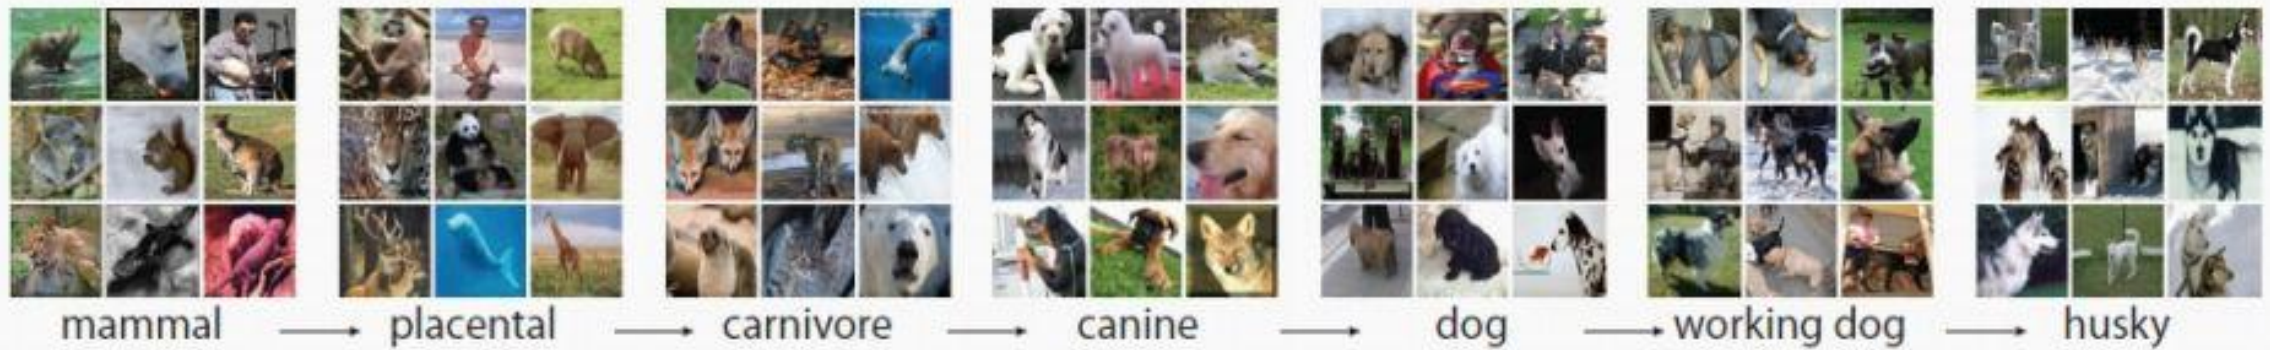 mammal → placental → carnivore → canine → dog → working dog → husky